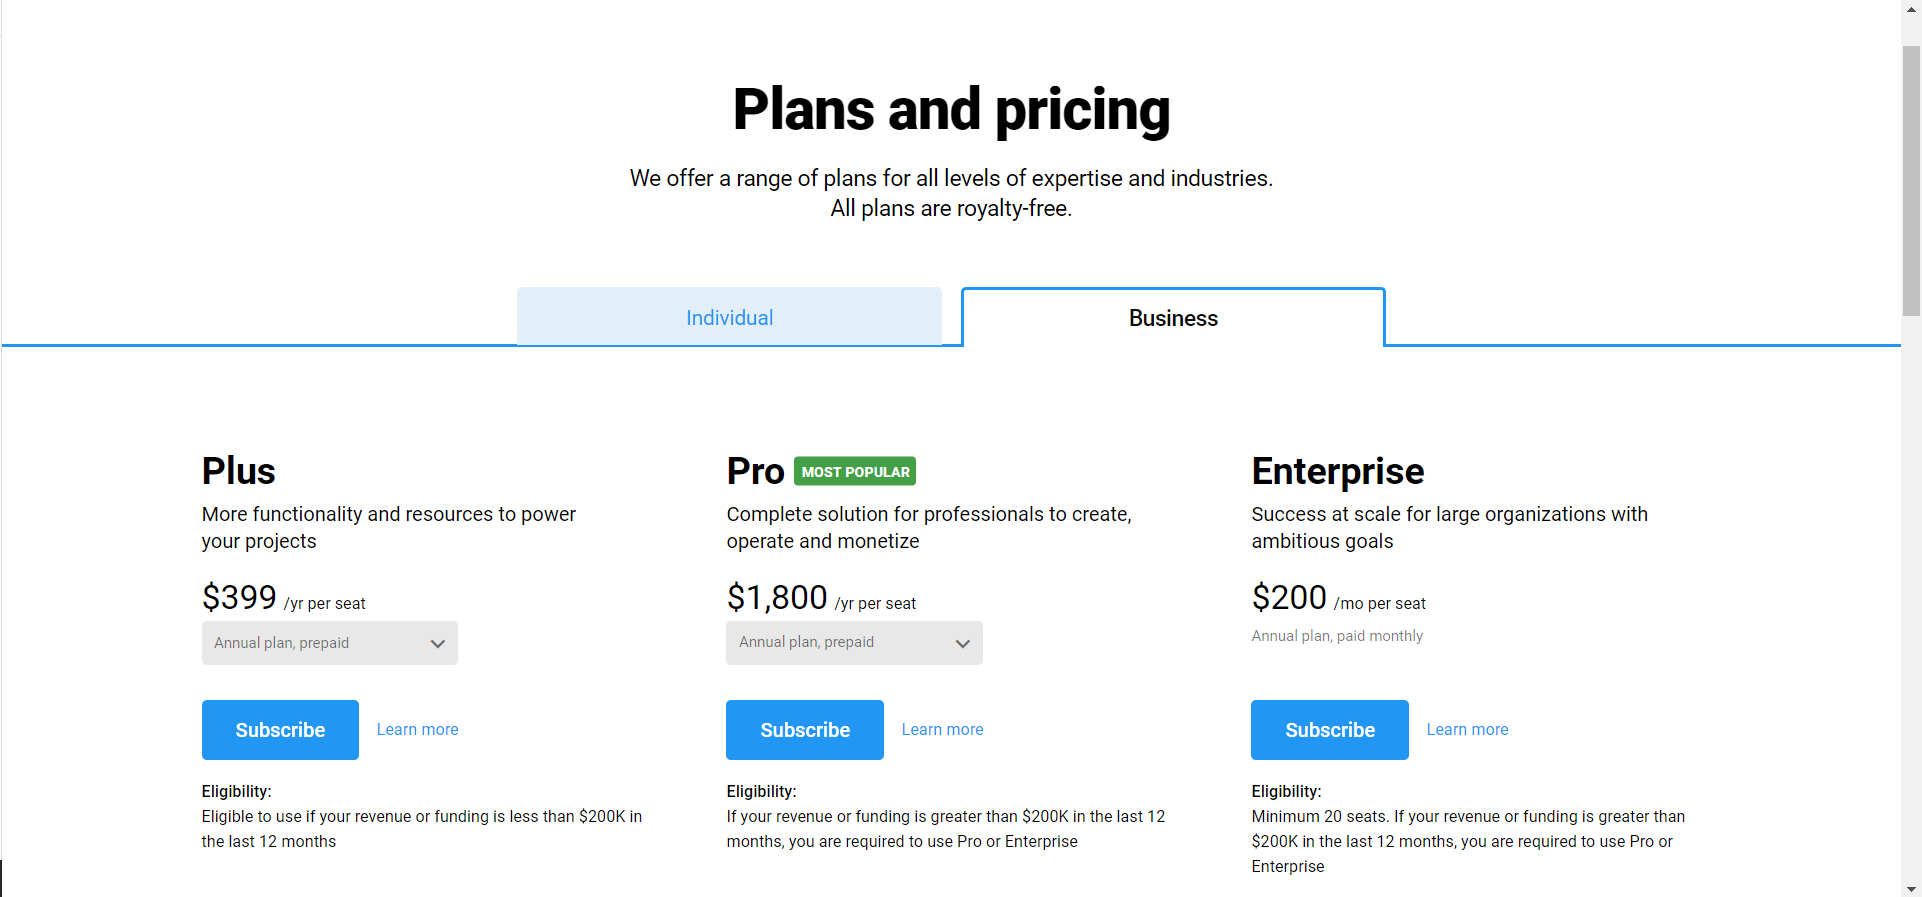 Plans and pricing
We offer a range of plans for all levels of expertise and industries.
All plans are royalty-free.
Individual
Business
Plus
More functionality and resources to power
your projects
$399 /yr per seat
Annual plan, prepaid
Subscribe Learn more
Eligibility:
Eligible to use if your revenue or funding is less than $200K in
the last 12 months
Pro MOST POPULAR
Complete solution for professionals to create,
operate and monetize
$1,800 /yr per seat
Annual plan, prepaid
Subscribe Learn more
Eligibility:
If your revenue or funding is greater than $200K in the last 12
months, you are required to use Pro or Enterprise
Enterprise
Success at scale for large organizations with
ambitious goals
$200 /mo per seat
Annual plan, paid monthly
Subscribe Learn more
Eligibility:
Minimum 20 seats. If your revenue or funding is greater than
$200K in the last 12 months, you are required to use Pro or
Enterprise